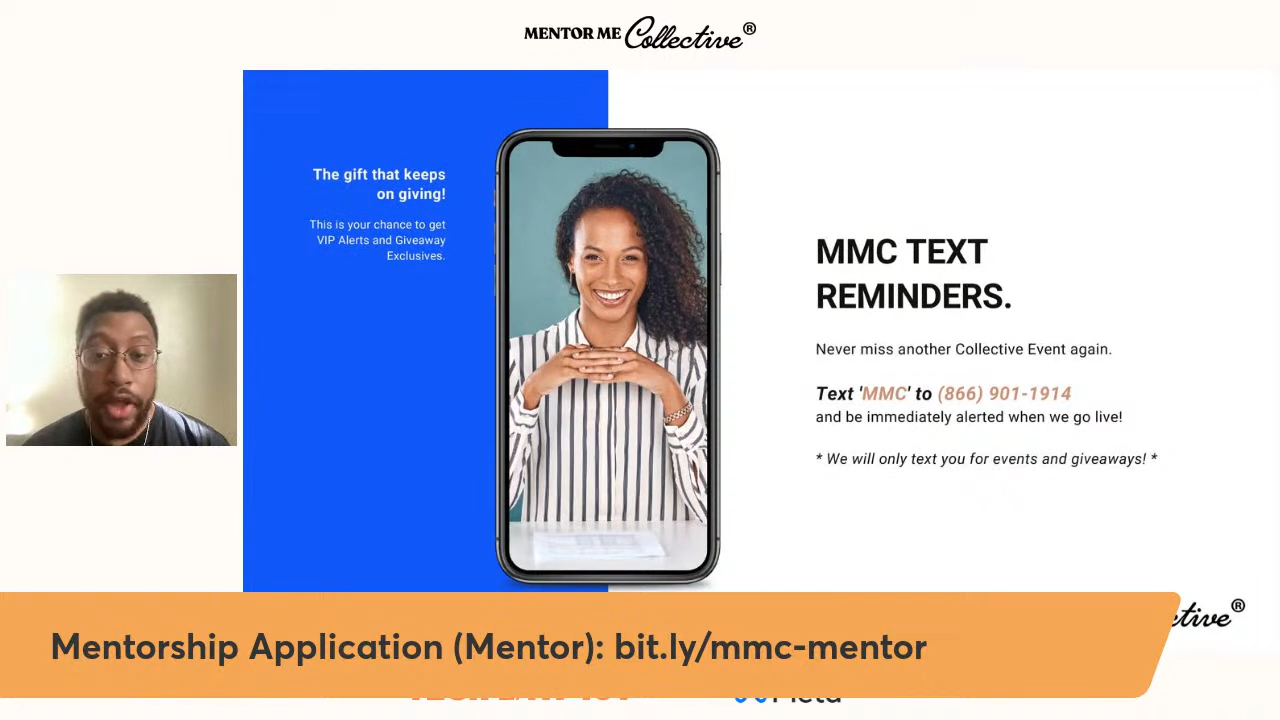 MENTOR ME Collective®
The gift that keeps
on giving!
This is your chance to get
VIP Alerts and Giveaway
Exclusives.
MMC TEXT
REMINDERS.
Never miss another Collective Event again.
Text 'MMC' to (866) 901-1914
and be immediately alerted when we go live!
* We will only text you for events and giveaways! *
Mentorship Application (Mentor): bit.ly/mmc-mentor